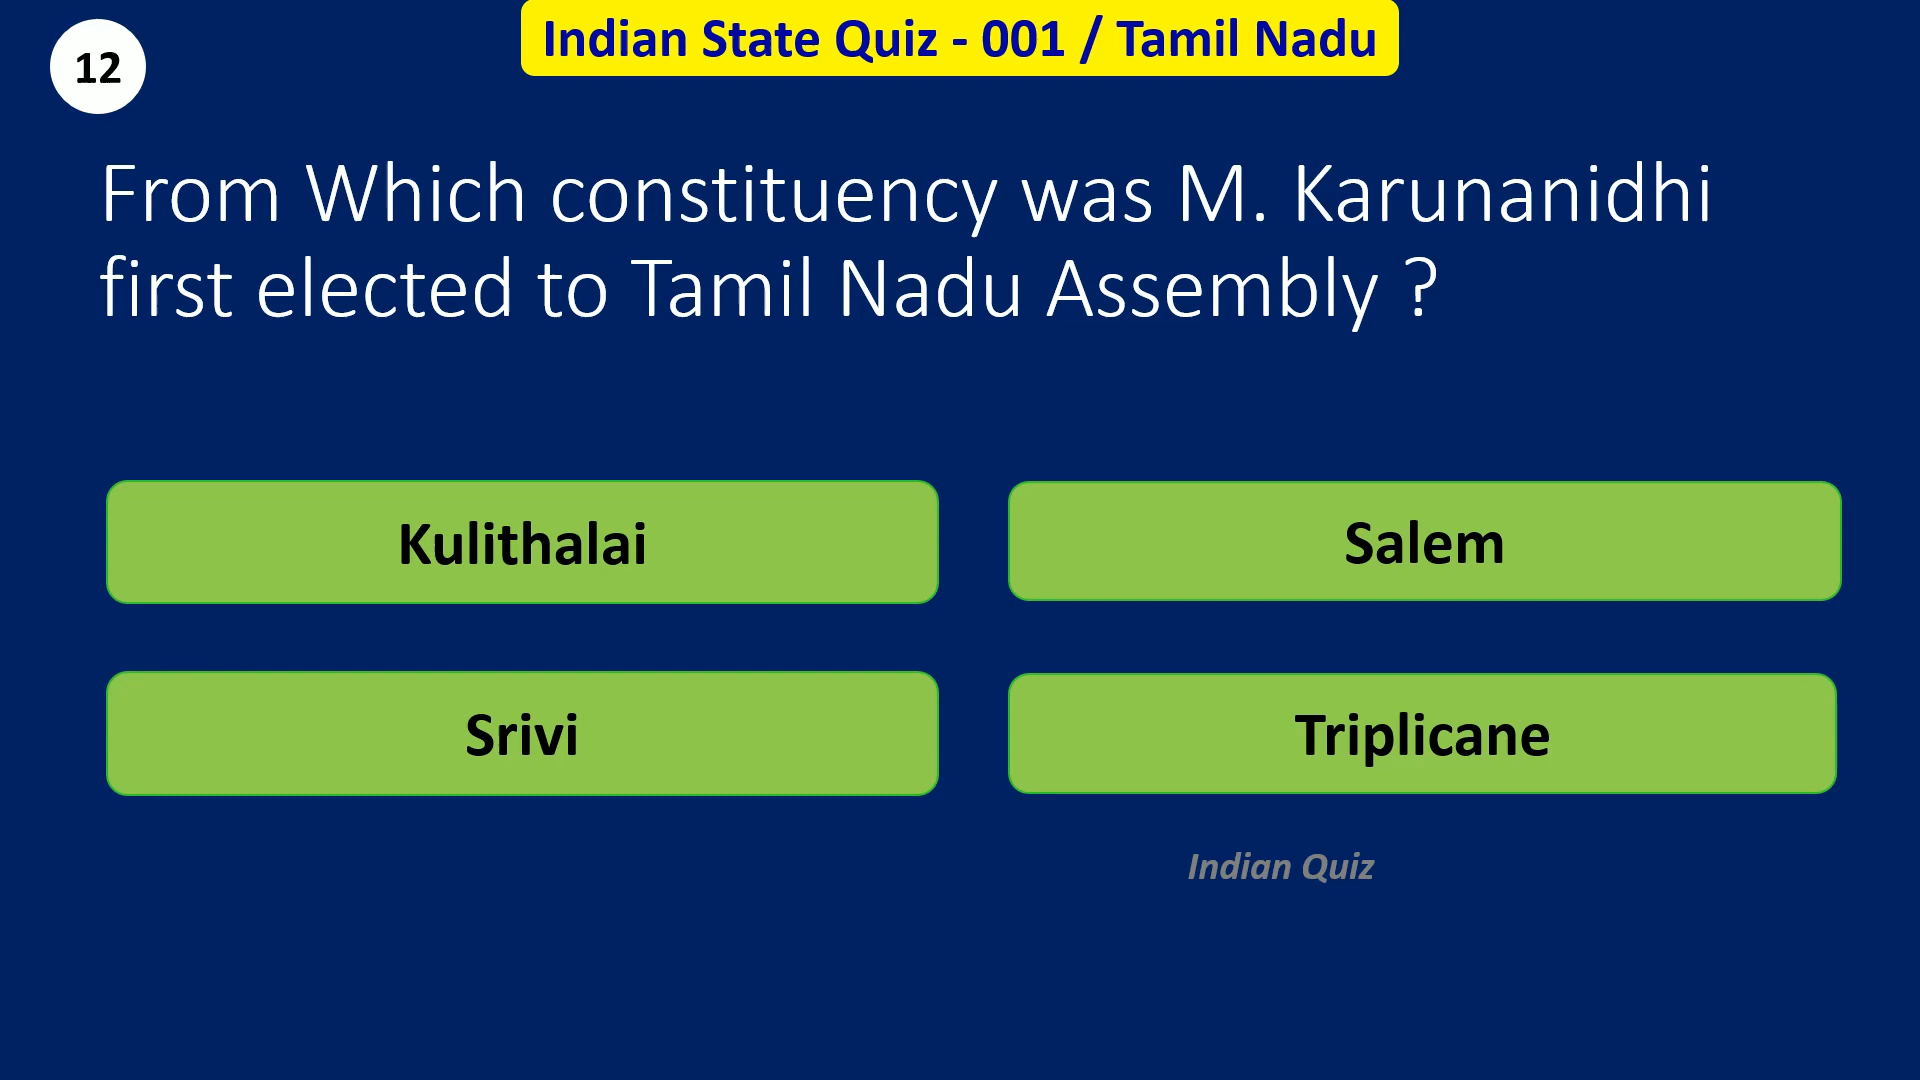 12
Indian State Quiz - 001 / Tamil Nadu
From Which constituency was M. Karunanidhi
first elected to Tamil Nadu Assembly ?
Kulithalai
Salem
Srivi
Triplicane
Indian Quiz